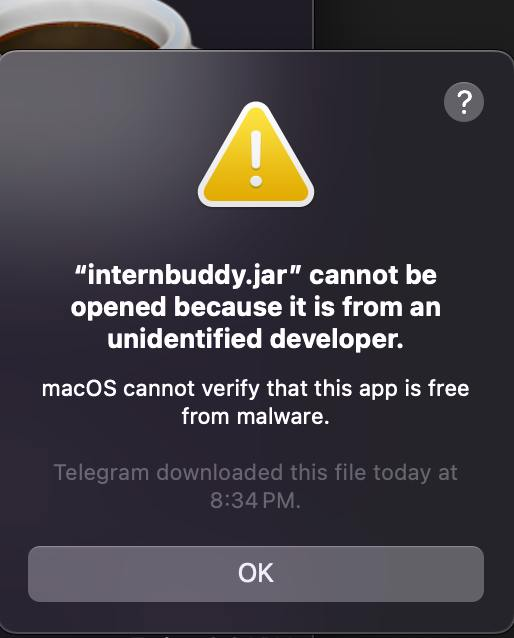 ?
“internbuddy.jar” cannot be
opened because it is from an
unidentified developer.
macOS cannot verify that this app is free
from malware.
Telegram downloaded this file today at
8:34 PM.
OK